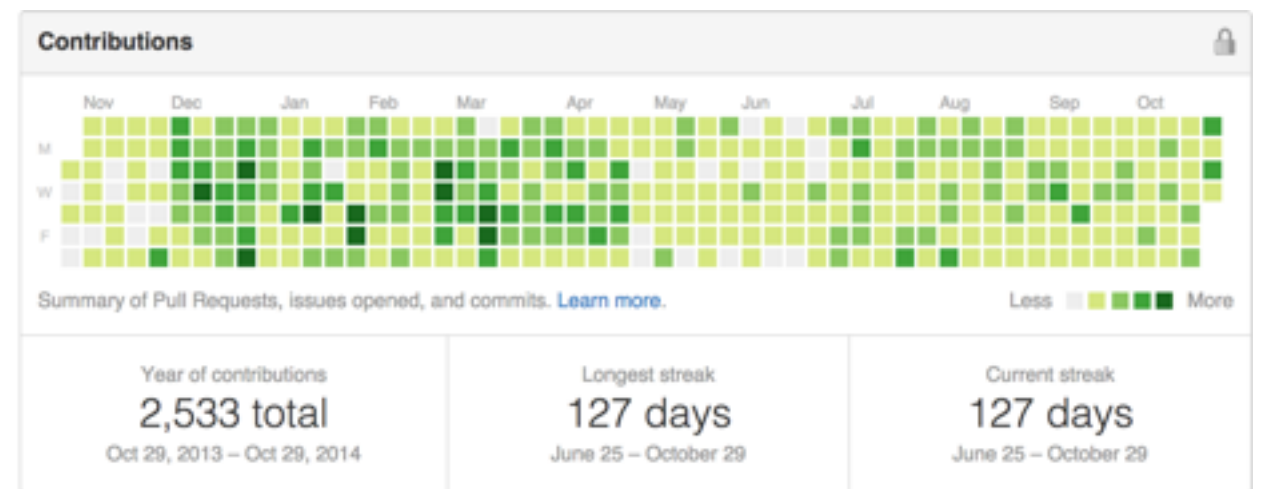 Contributions
Nov Dec Jan Feb Mar Apr May Jun Jul Aug Sep Oct
M
W
F
Summary of Pull Requests, issues opened, and commits. Learn more.
Less More
Year of contributions
2,533 total
Oct 29, 2013 – Oct 29, 2014
Longest streak
127 days
June 25 – October 29
Current streak
127 days
June 25 – October 29